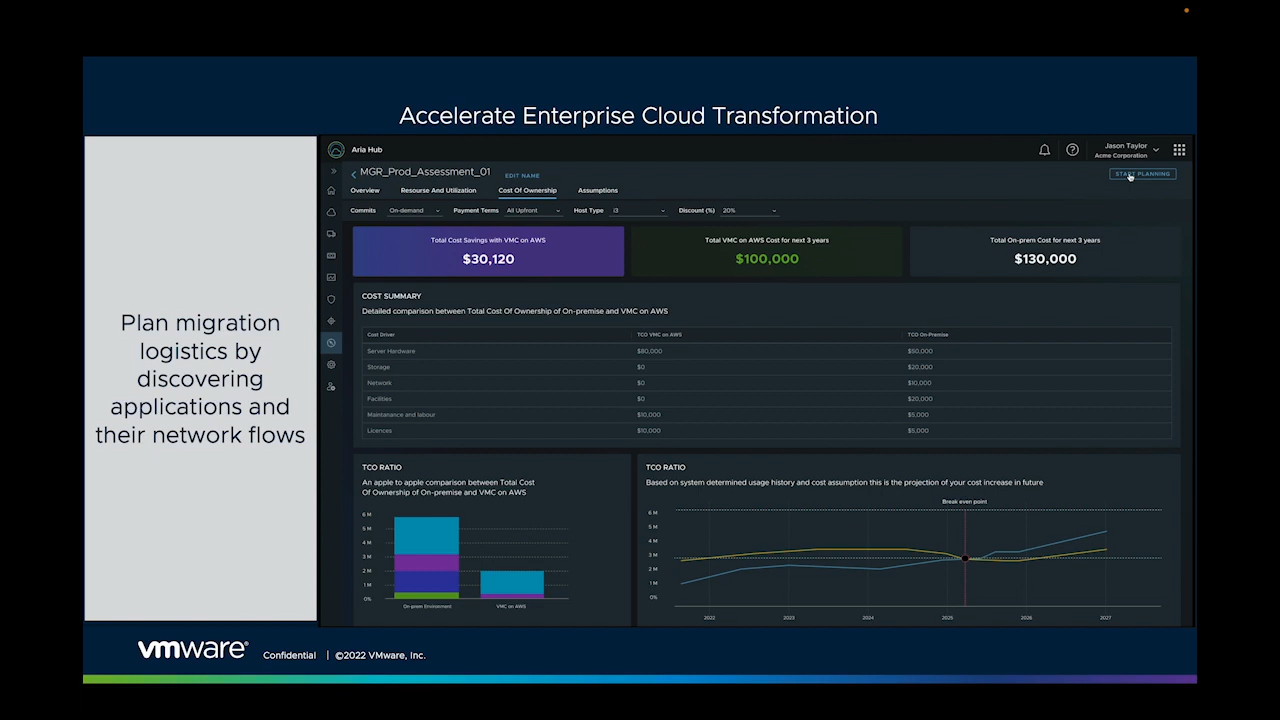 Accelerate Enterprise Cloud Transformation
Plan migration
logistics by
discovering
applications and
their network flows
Aria Hub
Jason Taylor
Acme Corporation
MGR_Prod_Assessment_01
EDIT NAME
START PLANNING
Overview
Resourse And Utilization
Cost Of Ownership
Assumptions
Commits On-demand Payment Terms All Upfront Host Type i3 Discount (%) 20%
Total Cost Savings with VMC on AWS
$30,120
Total VMC on AWS Cost for next 3 years
$100,000
Total On-prem Cost for next 3 years
$130,000
COST SUMMARY
Detailed comparison between Total Cost Of Ownership of On-premise and VMC on AWS
Cost Driver TCO VMC on AWS TCO On-Premise
Server Hardware $80,000
Storage $0 $20,000
Network $0 $10,000
Facilities $0 $20,000
Maintanance and labour $10,000 $5,000
Licences $10,000 $5,000
TCO RATIO
An apple to apple comparison between Total Cost
Of Ownership of On-premise and VMC on AWS
6 M
5 M
4 M
3 M
2 M
1 M
0%
On-prem Environment VMC on AWS
TCO RATIO
Based on system determined usage history and cost assumption this is the projection of your cost increase in future
Break even point
6 M
5 M
4 M
3 M
2 M
1 M
0%
2022 2023 2024 2025 2026 2027
vmware®
Confidential | ©2022 VMware, Inc.